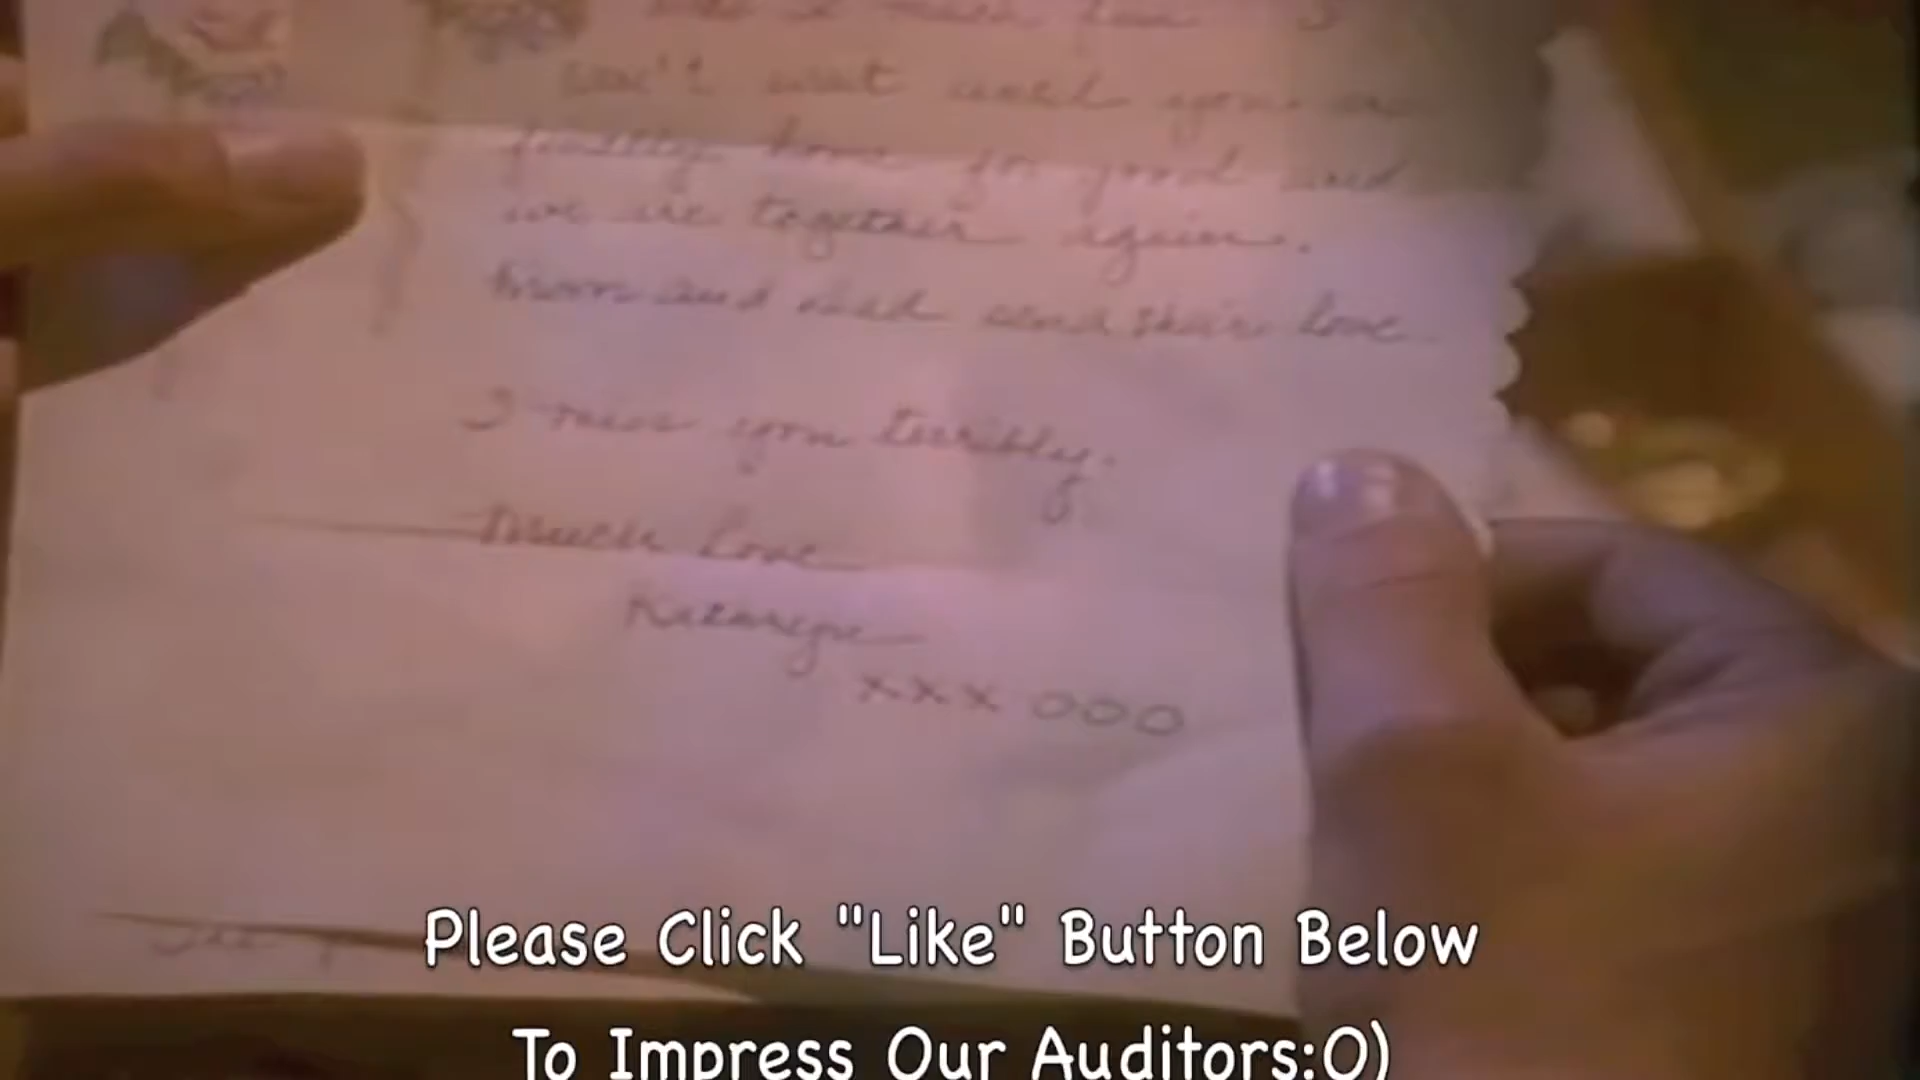 can't wait until you are
finally home for good and
we are together again.
Mom and dad send their love
I miss you terribly.
Much love
xxx ooo
Please Click "Like" Button Below
To Impress Our Auditors:O)